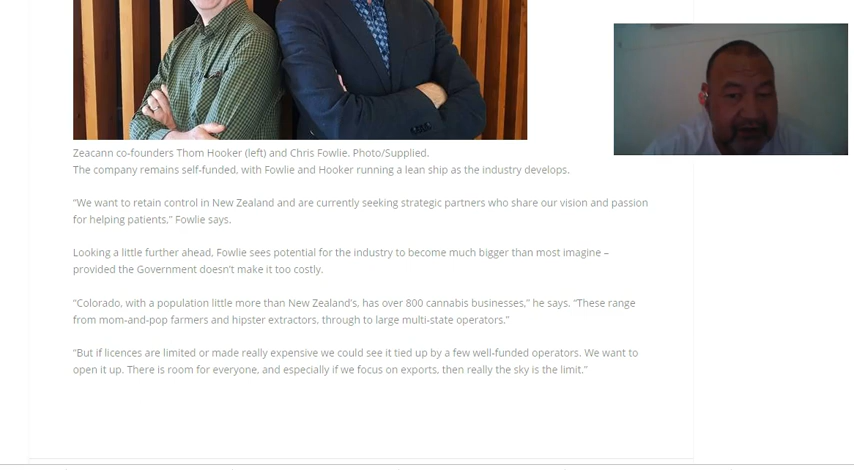 Zeacann co-founders Thom Hooker (left) and Chris Fowlie. Photo/Supplied.
The company remains self-funded, with Fowlie and Hooker running a lean ship as the industry develops.
“We want to retain control in New Zealand and are currently seeking strategic partners who share our vision and passion
for helping patients,” Fowlie says.
Looking a little further ahead, Fowlie sees potential for the industry to become much bigger than most imagine –
provided the Government doesn’t make it too costly.
“Colorado, with a population little more than New Zealand’s, has over 800 cannabis businesses,” he says. “These range
from mom-and-pop farmers and hipster extractors, through to large multi-state operators.”
“But if licences are limited or made really expensive we could see it tied up by a few well-funded operators. We want to
open it up. There is room for everyone, and especially if we focus on exports, then really the sky is the limit.”